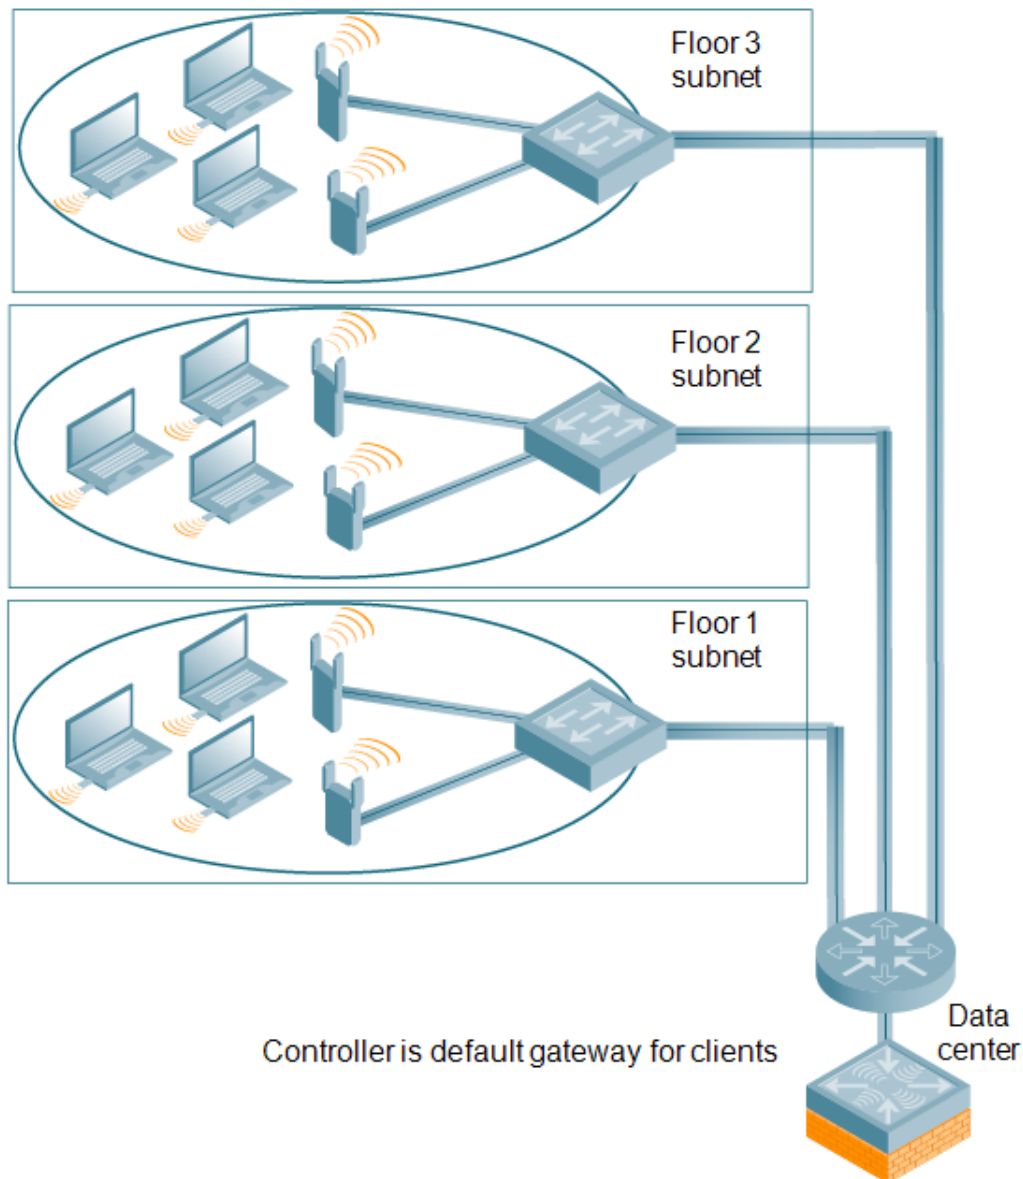 Floor 3
subnet
Floor 2
subnet
Floor 1
subnet
Data
center
Controller is default gateway for clients